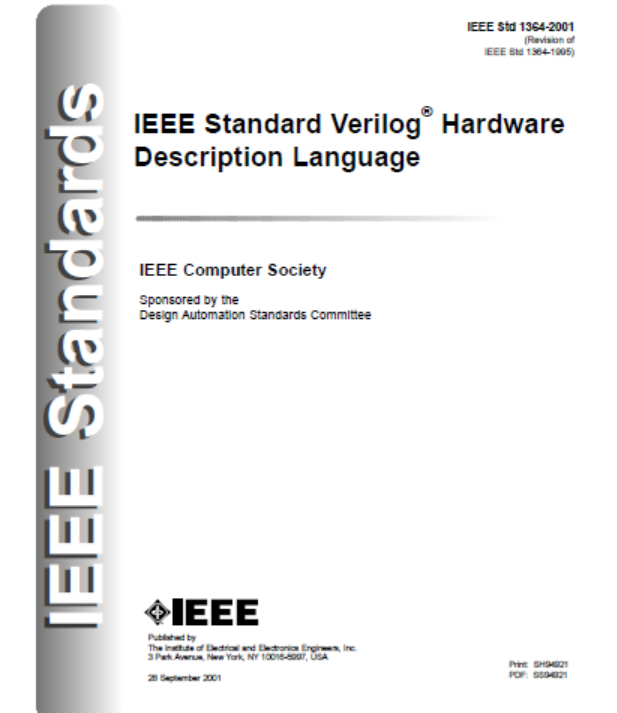 IEEE Std 1364-2001
(Revision of
IEEE Std 1364-1995)
IEEE Standards
IEEE Standard Verilog® Hardware
Description Language
IEEE Computer Society
Sponsored by the
Design Automation Standards Committee
IEEE
Published by
The Institute of Electrical and Electronics Engineers, Inc.
3 Park Avenue, New York, NY 10016-5997, USA
28 September 2001
Print: SH94921
PDF: SS94921